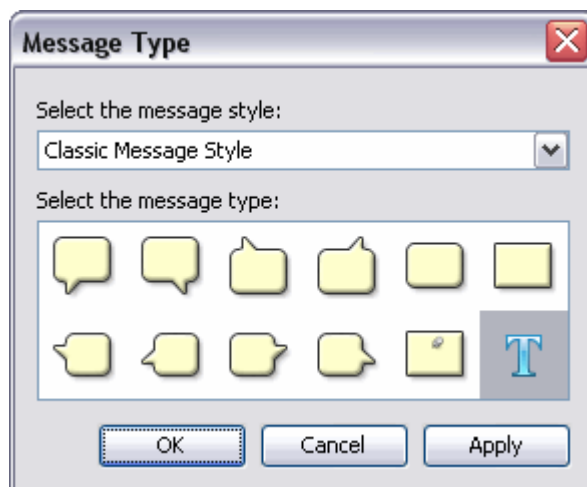 Message Type
Select the message style:
Classic Message Style
Select the message type:
T
OK Cancel Apply